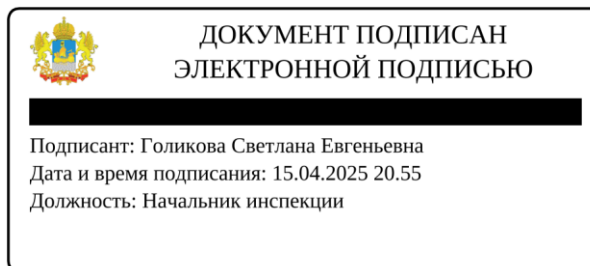 ДОКУМЕНТ ПОДПИСАН
ЭЛЕКТРОННОЙ ПОДПИСЬЮ
Подписант: Голикова Светлана Евгеньевна
Дата и время подписания: 15.04.2025 20.55
Должность: Начальник инспекции